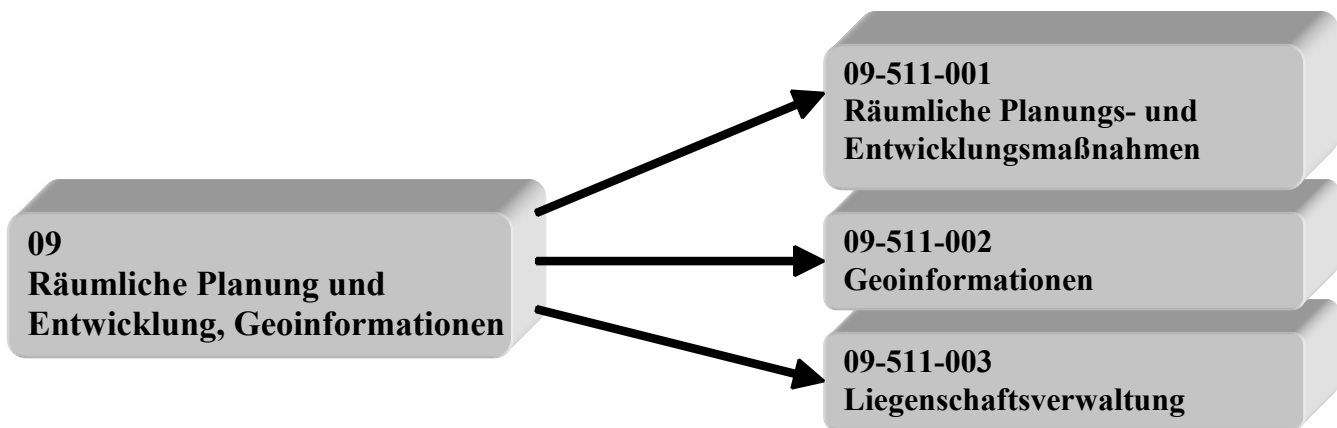 09
Räumliche Planung und
Entwicklung, Geoinformationen
09-511-001
Räumliche Planungs- und
Entwicklungsmaßnahmen
09-511-002
Geoinformationen
09-511-003
Liegenschaftsverwaltung